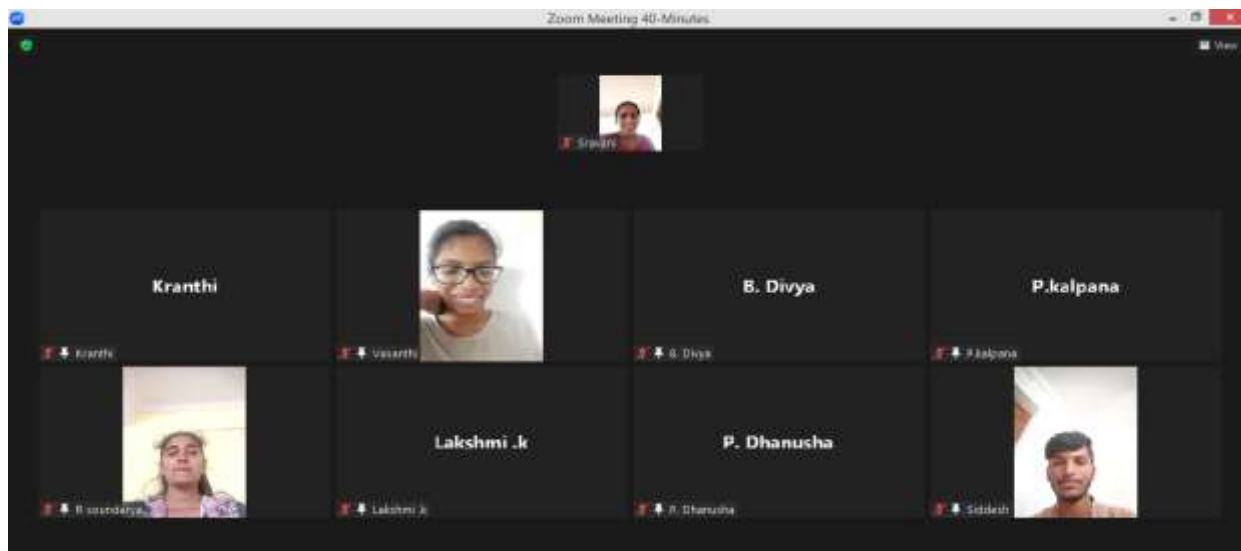 Zoom Meeting 40-Minutes
View
Sravani
Kranthi
B. Divya
P.kalpana
Kranthi
Vasanthi
B. Divya
P.kalpana
Lakshmi .k
P. Dhanusha
R soundarya
Lakshmi .k
P. Dhanusha
Siddesh